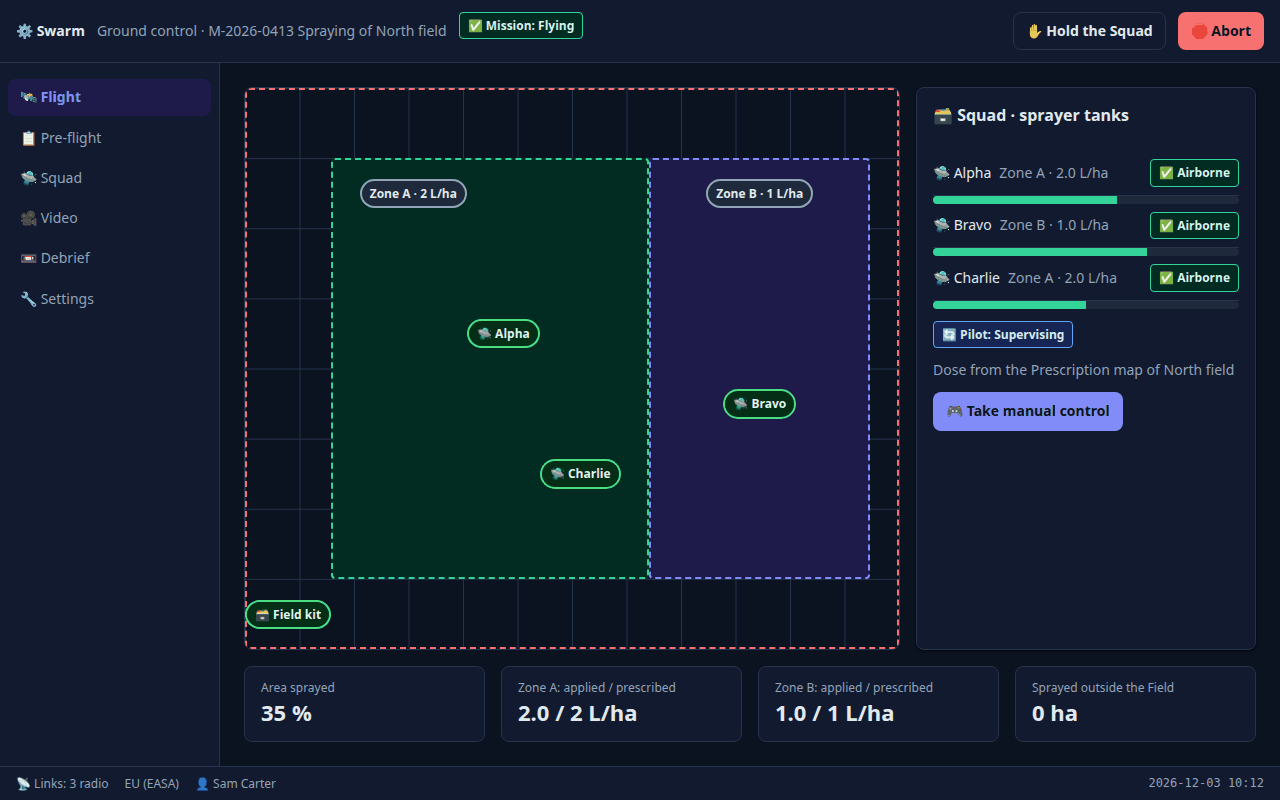 ⚙️ Swarm Ground control · M-2026-0413 Spraying of North field ✅ Mission: Flying ✋ Hold the Squad 🛑 Abort
🛰️ Flight
📋 Pre-flight
🛸 Squad
🎥 Video
📼 Debrief
🔧 Settings
Zone A · 2 L/ha
Zone B · 1 L/ha
🛸 Alpha
🛸 Bravo
🛸 Charlie
🗃️ Field kit
🗃️ Squad · sprayer tanks
🛸 Alpha Zone A · 2.0 L/ha ✅ Airborne
🛸 Bravo Zone B · 1.0 L/ha ✅ Airborne
🛸 Charlie Zone A · 2.0 L/ha ✅ Airborne
🔄 Pilot: Supervising
Dose from the Prescription map of North field
🎮 Take manual control
Area sprayed
35 %
Zone A: applied / prescribed
2.0 / 2 L/ha
Zone B: applied / prescribed
1.0 / 1 L/ha
Sprayed outside the Field
0 ha
📡 Links: 3 radio EU (EASA) 👤 Sam Carter 2026-12-03 10:12